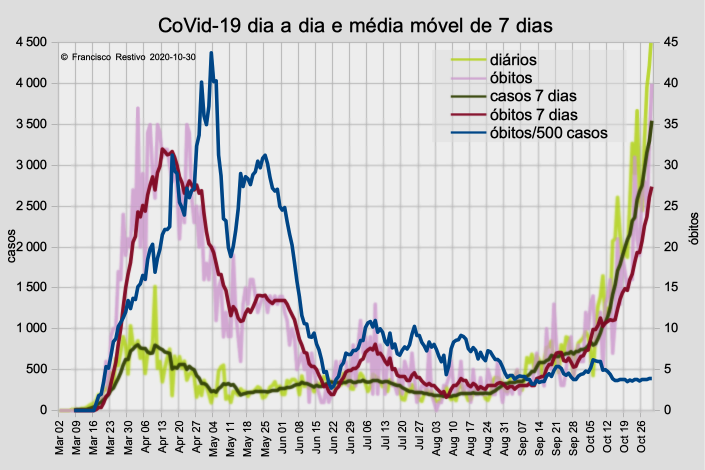 CoVid-19 dia a dia e média móvel de 7 dias
© Francisco Restivo 2020-10-30
diários
óbitos
casos 7 dias
óbitos 7 dias
óbitos/500 casos
casos
4 500
4 000
3 500
3 000
2 500
2 000
1 500
1 000
500
0
45
40
35
30
25
20
15
10
5
0
óbitos
Mar 02
Mar 09
Mar 16
Mar 23
Mar 30
Apr 06
Apr 13
Apr 20
Apr 27
May 04
May 11
May 18
May 25
Jun 01
Jun 08
Jun 15
Jun 22
Jun 29
Jul 06
Jul 13
Jul 20
Jul 27
Aug 03
Aug 10
Aug 17
Aug 24
Aug 31
Sep 07
Sep 14
Sep 21
Sep 28
Oct 05
Oct 12
Oct 19
Oct 26